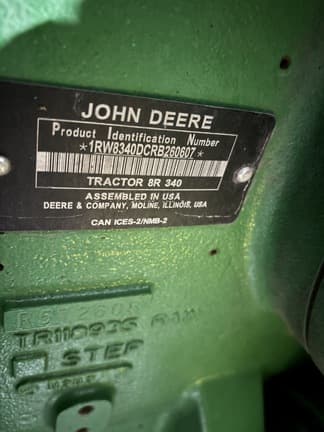 JOHN DEERE
Product Identification Number
*1RW8340DCRB260607*
TRACTOR 8R 340
ASSEMBLED IN USA
DEERE & COMPANY, MOLINE, ILLINOIS, USA
CAN ICES-2/NMB-2
STEP